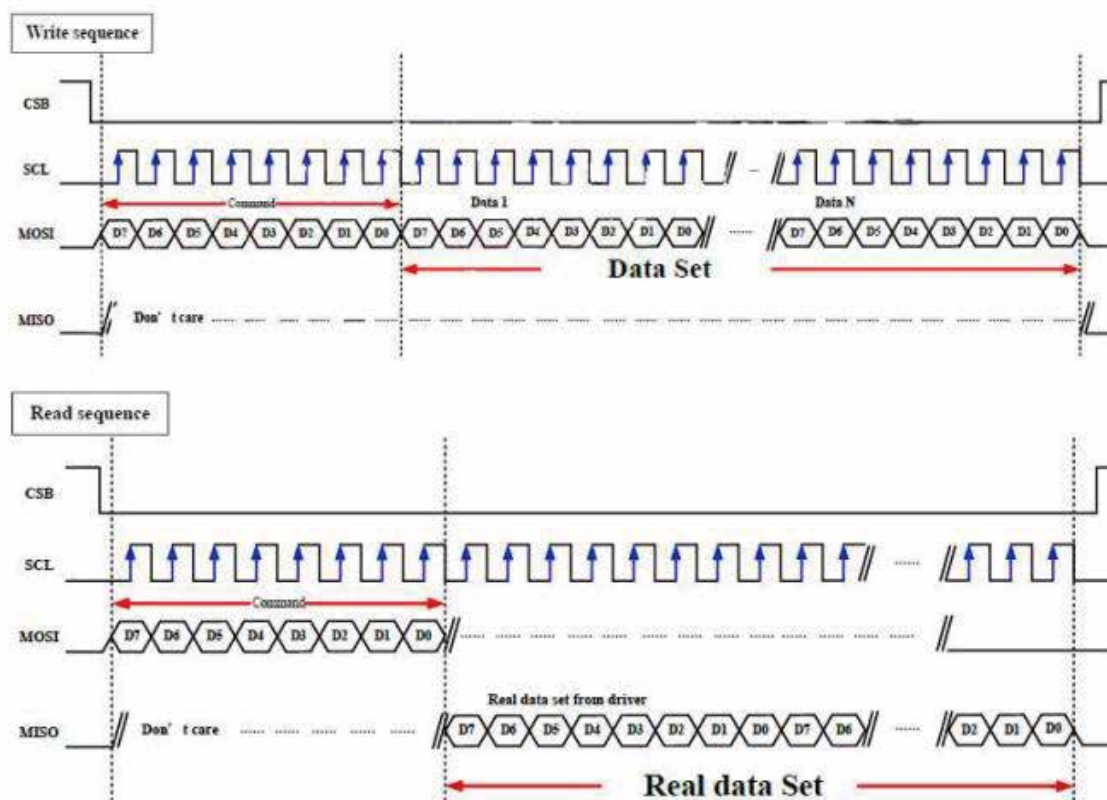 Write sequence
CSB
SCL
Command Data 1 Data N
MOSI D7 D6 D5 D4 D3 D2 D1 D0 D7 D6 D5 D4 D3 D2 D1 D0 ...... D7 D6 D5 D4 D3 D2 D1 D0
Data Set
MISO Don't care
Read sequence
CSB
SCL ......
Command
MOSI D7 D6 D5 D4 D3 D2 D1 D0
Real data set from driver
MISO Don't care D7 D6 D5 D4 D3 D2 D1 D0 D7 D6 ...... D2 D1 D0
Real data Set